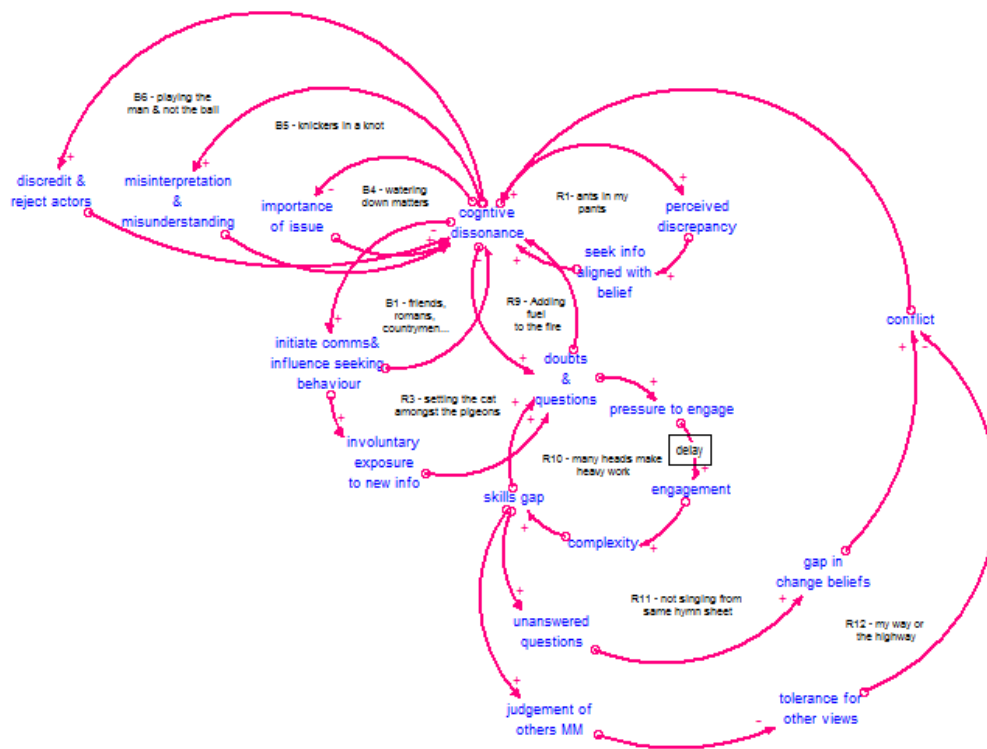 B6 - playing the
man & not the ball
B5 - knickers in a knot
discredit &
reject actors
misinterpretation
&
misunderstanding
importance
of issue
B4 - watering
down matters
cogntive
dissonance
R1- ants in my
pants
perceived
discrepancy
seek info
aligned with
belief
B1 - friends,
romans,
countrymen...
R9 - Adding
fuel
to the fire
conflict
initiate comms&
influence seeking
behaviour
doubts
&
questions
R3 - setting the cat
amongst the pigeons
pressure to engage
delay
involuntary
exposure
to new info
R10 - many heads make
heavy work
engagement
skills gap
complexity
gap in
change beliefs
R11 - not singing from
same hymn sheet
unanswered
questions
R12 - my way or
the highway
judgement of
others MM
tolerance for
other views